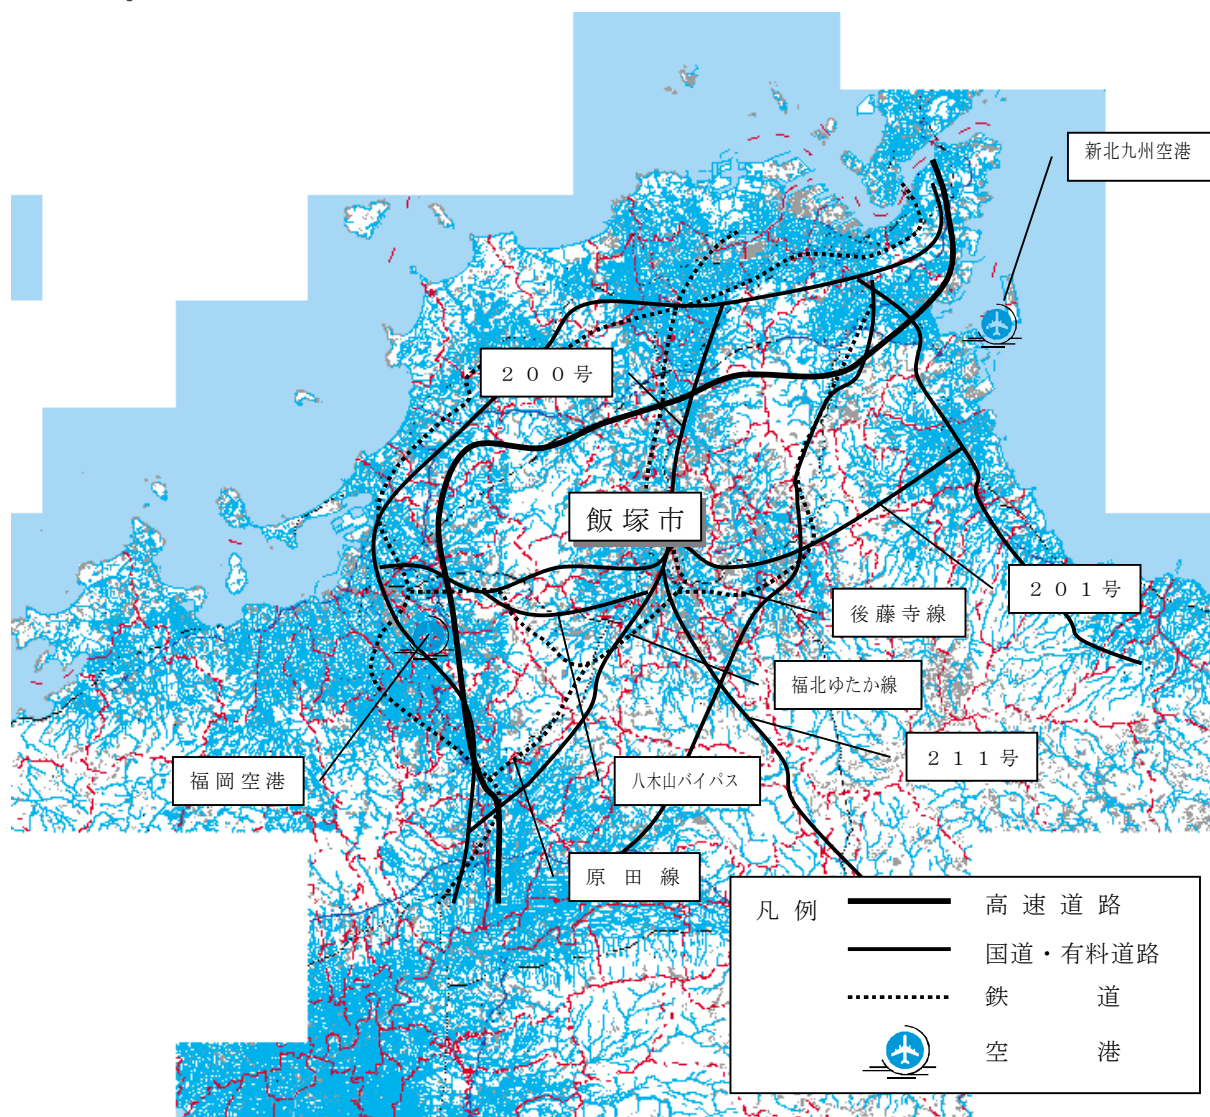 新北九州空港
２００号
飯塚市
２０１号
後藤寺線
福北ゆたか線
２１１号
福岡空港
八木山バイパス
原田線
凡例
高速道路
国道・有料道路
鉄道
空港